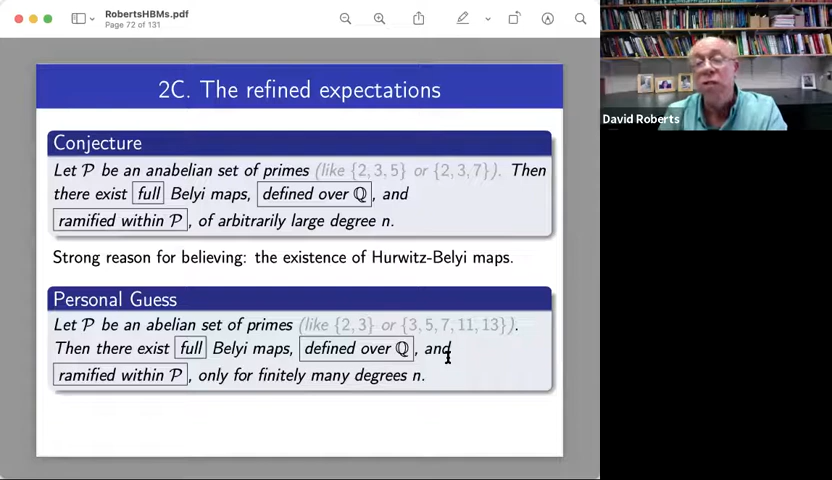 RobertsHBMs.pdf
Page 72 of 131
2C. The refined expectations
Conjecture
Let P be an anabelian set of primes (like {2, 3, 5} or {2, 3, 7}). Then
there exist full Belyi maps, defined over ℚ, and
ramified within P, of arbitrarily large degree n.
Strong reason for believing: the existence of Hurwitz-Belyi maps.
Personal Guess
Let P be an abelian set of primes (like {2, 3} or {3, 5, 7, 11, 13}).
Then there exist full Belyi maps, defined over ℚ, and
ramified within P, only for finitely many degrees n.
David Roberts